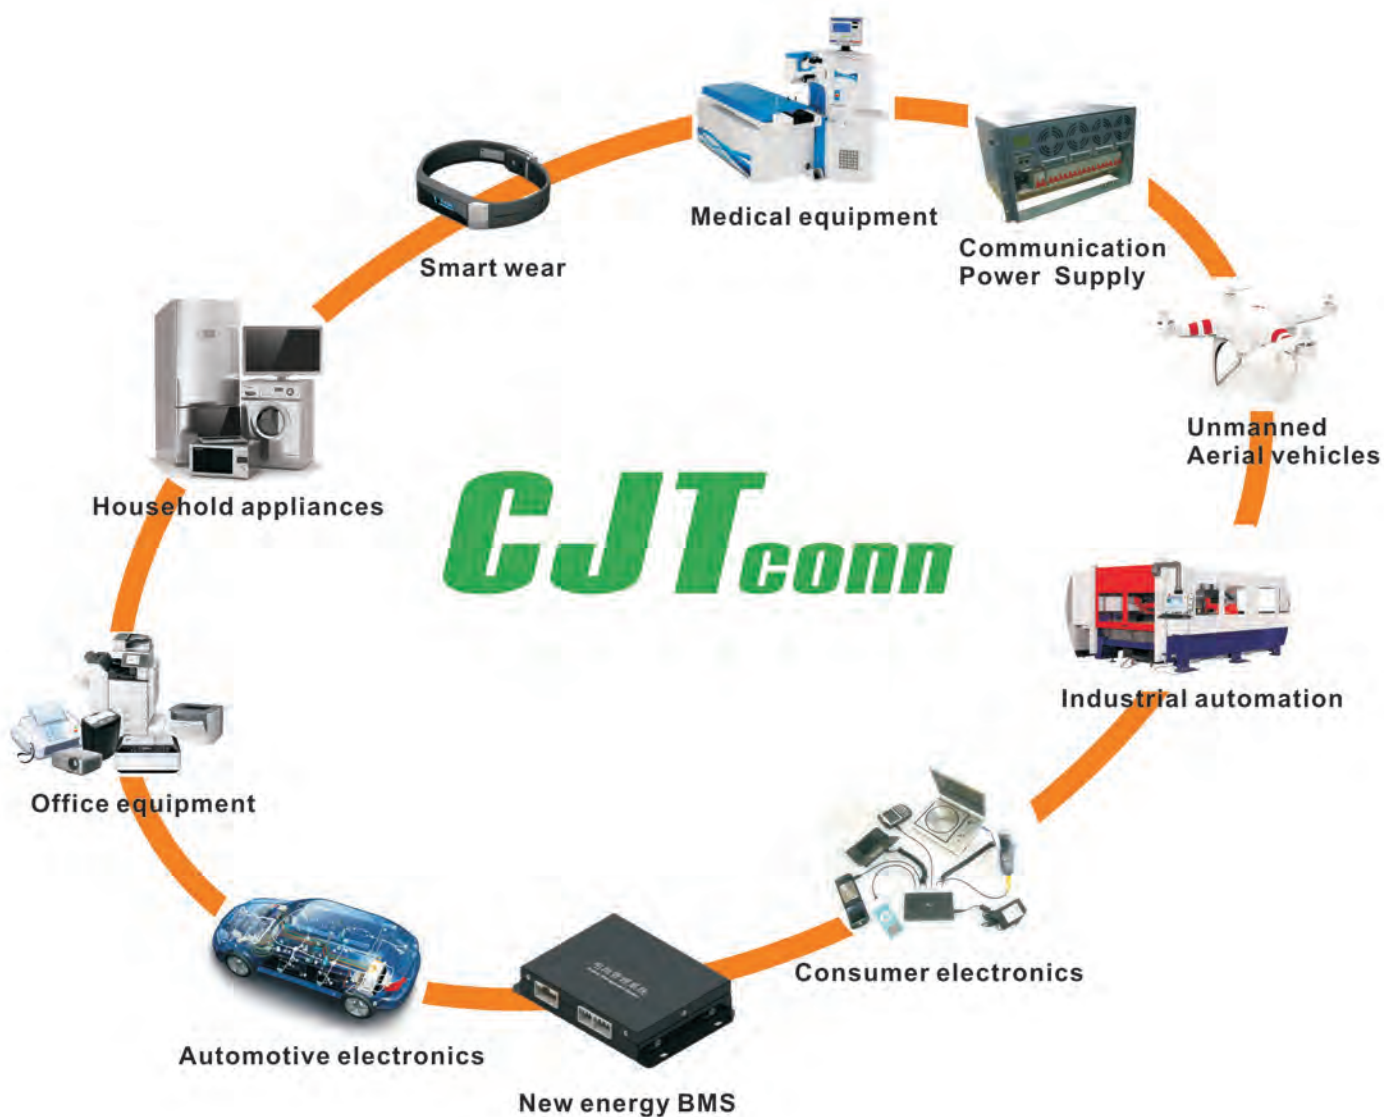 Medical equipment
Communication
Power Supply
Smart wear
Unmanned
Aerial vehicles
Household appliances
CJTconn
Industrial automation
Office equipment
Consumer electronics
Automotive electronics
New energy BMS